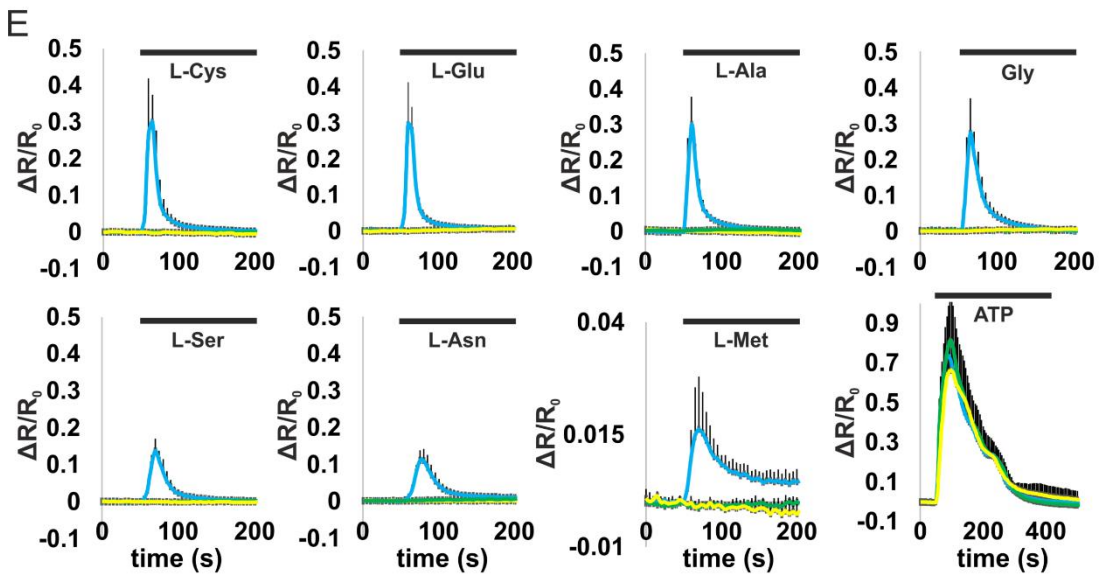 E
L-Cys
0.5
0.4
0.3
0.2
0.1
0
-0.1
ΔR/R₀
0 100 200
L-Glu
0.5
0.4
0.3
0.2
0.1
0
-0.1
ΔR/R₀
0 100 200
L-Ala
0.5
0.4
0.3
0.2
0.1
0
-0.1
ΔR/R₀
0 100 200
Gly
0.5
0.4
0.3
0.2
0.1
0
-0.1
ΔR/R₀
0 100 200
L-Ser
0.5
0.4
0.3
0.2
0.1
0
-0.1
ΔR/R₀
0 100 200
time (s)
L-Asn
0.5
0.4
0.3
0.2
0.1
0
-0.1
ΔR/R₀
0 100 200
time (s)
L-Met
0.04
0.015
-0.01
ΔR/R₀
0 100 200
time (s)
ATP
0.9
0.7
0.5
0.3
0.1
-0.1
ΔR/R₀
0 200 400
time (s)